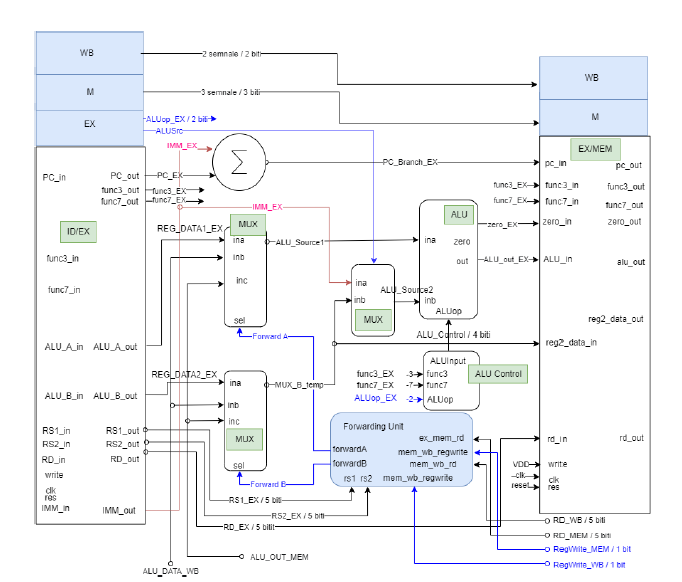 WB
2 semnale / 2 biti
WB
M
3 semnale / 3 biti
M
EX
ALUop_EX / 2 biti
ALUSrc
IMM_EX
Σ
EX/MEM
PC_in
PC_out
PC_EX
PC_Branch_EX
pc_iin
pc_out
func3_out
func3_EX
func7_out
func7_EX
func3_EX
func3_in
func3_out
func7_EX
func7_in
func7_out
IMM_EX
ID/EX
REG_DATA1_EX
MUX
ina
ALU_Source1
inb
inc
sel
ALU
ina
zero
out
inb
ALUop
zero_EX
zero_in
zero_out
ALU_out_EX
ALU_in
alu_out
func3_in
func7_in
ina
ALU_Source2
inb
MUX
reg2_data_out
ALU_Control / 4 biti
Forward A
reg2_data_in
ALU_A_in
ALU_A_out
ALUInput
REG_DATA2_EX
ina
MUX_B_temp
inb
inc
MUX
sel
func3_EX
-3-
func3
ALU Control
func7_EX
-7-
func7
ALUop_EX
-2-
ALUop
ALU_B_in
ALU_B_out
RS1_in
RS1_out
RS2_in
RS2_out
RD_in
RD_out
Forwarding Unit
ex_mem_rd
forwardA
mem_wb_regwrite
forwardB
mem_wb_rd
rs1
rs2
mem_wb_regwrite
rd_in
rd_out
write
VDD
write
clk
clk
clk
res
reset
res
Forward B
IMM_in
IMM_out
RS1_EX / 5 biti
RS2_EX / 5 biti
RD_EX / 5 bitit
RD_WB / 5 biti
RD_MEM / 5 biti
RegWrite_MEM / 1 bit
RegWrite_WB / 1 bit
ALU_OUT_MEM
ALU_DATA_WB